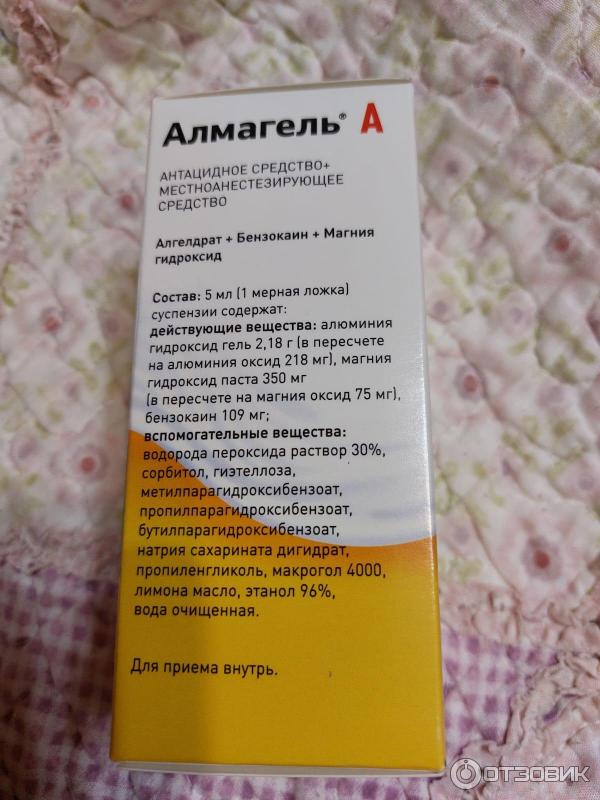 Алмагель® А
АНТАЦИДНОЕ СРЕДСТВО+
МЕСТНОАНЕСТЕЗИРУЮЩЕЕ
СРЕДСТВО
Алгелдрат + Бензокаин + Магния
гидроксид
Состав: 5 мл (1 мерная ложка)
суспензии содержат:
действующие вещества: алюминия
гидроксид гель 2,18 г (в пересчете
на алюминия оксид 218 мг), магния
гидроксид паста 350 мг
(в пересчете на магния оксид 75 мг),
бензокаин 109 мг;
вспомогательные вещества:
водорода пероксида раствор 30%,
сорбитол, гиэтеллоза,
метилпарагидроксибензоат,
пропилпарагидроксибензоат,
бутилпарагидроксибензоат,
натрия сахарината дигидрат,
пропиленгликоль, макрогол 4000,
лимона масло, этанол 96%,
вода очищенная.
Для приема внутрь.
ОТЗОВИК